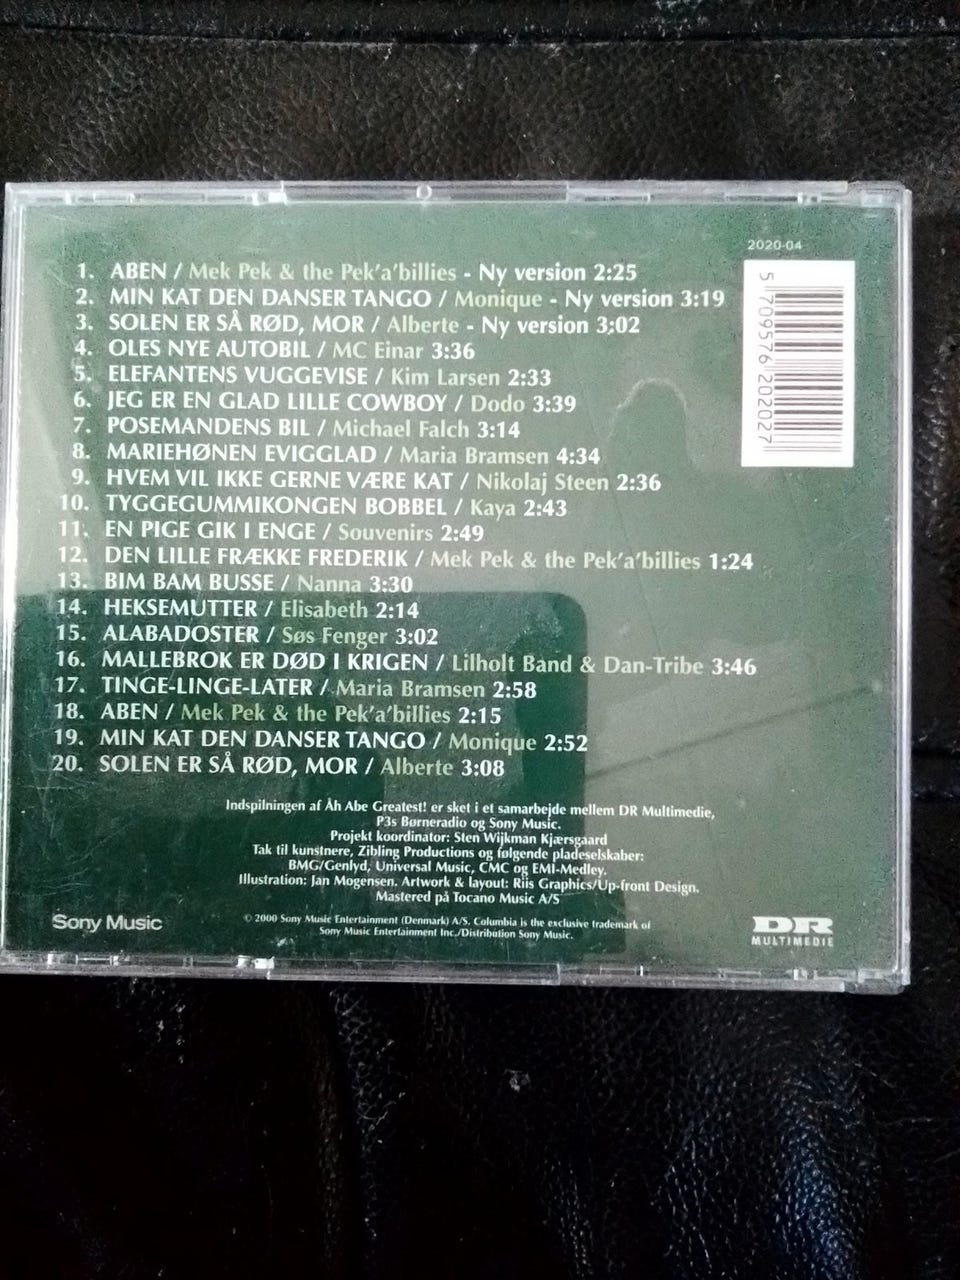 2020-04
1. ABEN / Mek Pek & the Pek'a'billies - Ny version 2:25
2. MIN KAT DEN DANSER TANGO / Monique - Ny version 3:19
3. SOLEN ER SÅ RØD, MOR / Alberte - Ny version 3;02
4. OLES NYE AUTOBIL / MC Einar 3:36
5. ELEFANTENS VUGGEVISE / Kim Larsen 2:33
6. JEG ER EN GLAD LILLE COWBOY / Dodo 3:39
7. POSEMANDENS BIL / Michael Falch 3:14
8. MARIEHØNEN EVIGGLAD / Maria Bramsen 4:34
9. HVEM VIL IKKE GERNE VÆRE KAT / Nikolaj Steen 2:36
10. TYGGEGUMMIKONGEN BOBBEL / Kaya 2:43
11. EN PIGE GIK I ENGE / Souvenirs 2:49
12. DEN LILLE FRÆKKE FREDERIK / Mek Pek & the Pek'a'billies 1:24
13. BIM BAM BUSSE / Nanna 3:30
14. HEKSEMUTTER / Elisabeth 2:14
15. ALABADOSTER / Søs Fenger 3:02
16. MALLEBROK ER DØD I KRIGEN / Lilholt Band & Dan-Tribe 3:46
17. TINGE-LINGE-LATER / Maria Bramsen 2:58
18. ABEN / Mek Pek & the Pek'a'billies 2:15
19. MIN KAT DEN DANSER TANGO / Monique 2:52
20. SOLEN ER SÅ RØD, MOR / Alberte 3:08
5 709576 202027
Indspilningen af Åh Abe Greatest! er sket i et samarbejde mellem DR Multimedie,
P3s Børneradio og Sony Music.
Projekt koordinator: Sten Wijkman Kjærsgaard
Tak til kunstnere, Zibling Productions og følgende pladeselskaber:
BMG/Genlyd, Universal Music, CMC og EMI-Medley.
Illustration: Jan Mogensen. Artwork & layout: Riis Graphics/Up-front Design.
Mastered på Tocano Music A/S
Sony Music
© 2000 Sony Music Entertainment (Denmark) A/S. Columbia is the exclusive trademark of
Sony Music Entertainment Inc./Distribution Sony Music.
DR
MULTIMEDIE